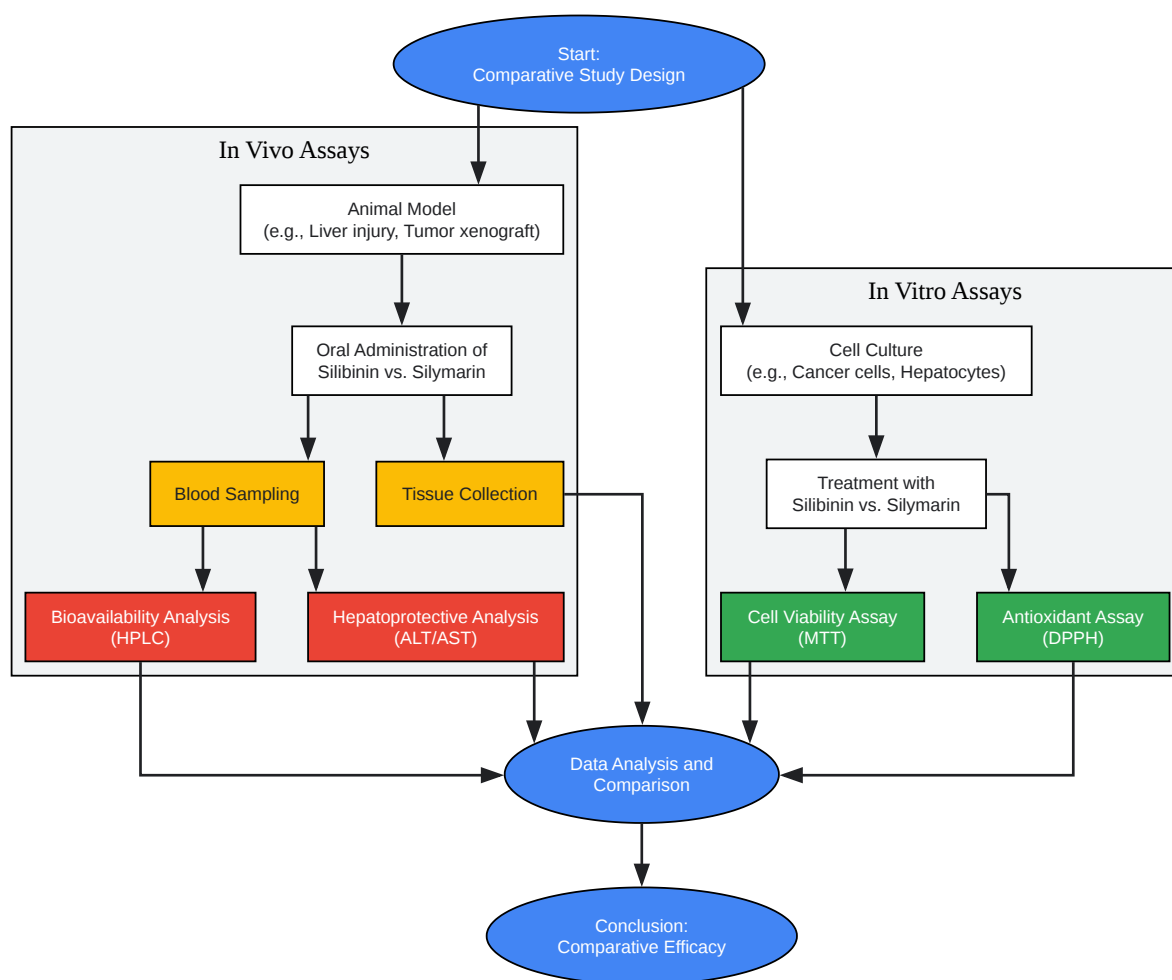 Start:
Comparative Study Design
In Vivo Assays
Animal Model
(e.g., Liver injury, Tumor xenograft)
Oral Administration of
Silibinin vs. Silymarin
Blood Sampling
Tissue Collection
Bioavailability Analysis
(HPLC)
Hepatoprotective Analysis
(ALT/AST)
In Vitro Assays
Cell Culture
(e.g., Cancer cells, Hepatocytes)
Treatment with
Silibinin vs. Silymarin
Cell Viability Assay
(MTT)
Antioxidant Assay
(DPPH)
Data Analysis and
Comparison
Conclusion:
Comparative Efficacy